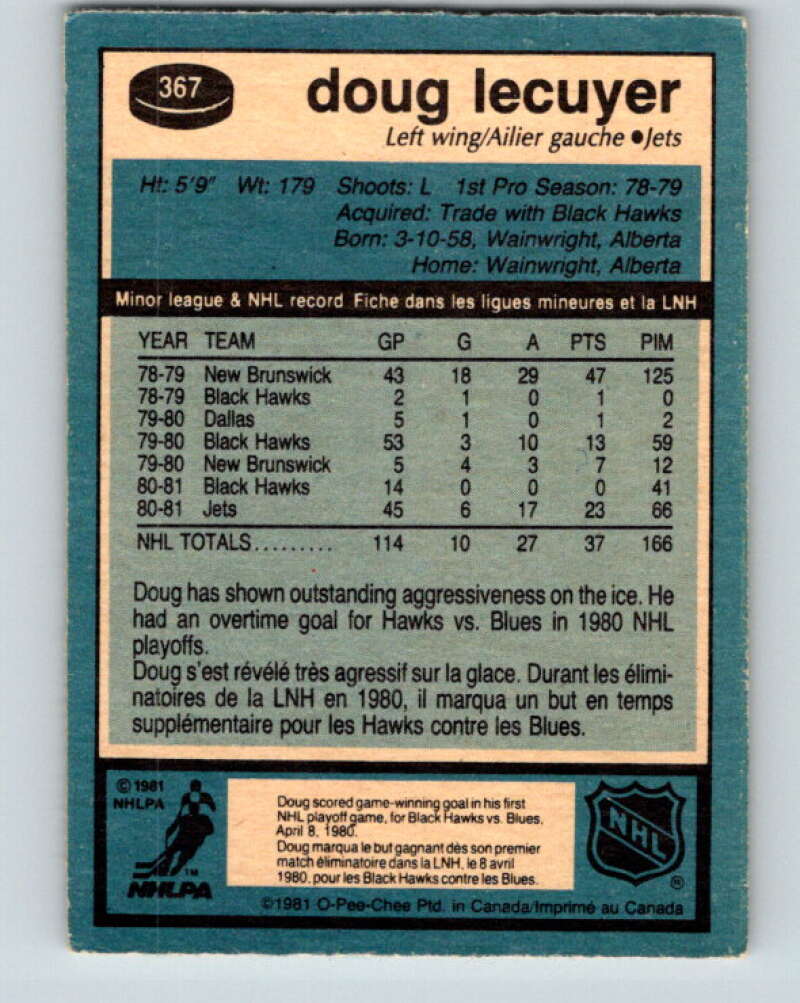 367
doug lecuyer
Left wing/Ailier gauche ●Jets
Ht: 5'9" Wt: 179 Shoots: L 1st Pro Season: 78-79
Acquired: Trade with Black Hawks
Born: 3-10-58, Wainwright, Alberta
Home: Wainwright, Alberta
Minor league & NHL record Fiche dans les ligues mineures et la LNH
YEAR TEAM GP G A PTS PIM
78-79 New Brunswick 43 18 29 47 125
78-79 Black Hawks 2 1 0 1 0
79-80 Dallas 5 1 0 1 2
79-80 Black Hawks 53 3 10 13 59
79-80 New Brunswick 5 4 3 7 12
80-81 Black Hawks 14 0 0 0 41
80-81 Jets 45 6 17 23 66
NHL TOTALS......... 114 10 27 37 166
Doug has shown outstanding aggressiveness on the ice. He
had an overtime goal for Hawks vs. Blues in 1980 NHL
playoffs.
Doug s'est révélé très agressif sur la glace. Durant les élimi-
natoires de la LNH en 1980, il marqua un but en temps
supplémentaire pour les Hawks contre les Blues.
© 1981
NHLPA
TM
NHLPA
Doug scored game-winning goal in his first
NHL playoff game, for Black Hawks vs. Blues,
April 8, 1980.
Doug marqua le but gagnant dès son premier
match éliminatoire dans la LNH, le 8 avril
1980, pour les Black Hawks contre les Blues.
NHL
®
©1981 O-Pee-Chee Ptd. in Canada/Imprimé au Canada